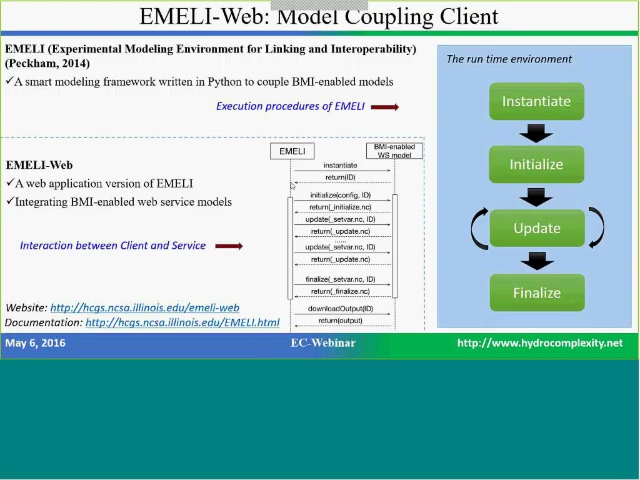 EMELI-Web: Model Coupling Client
EMELI (Experimental Modeling Environment for Linking and Interoperability)
(Peckham, 2014)
✓A smart modeling framework written in Python to couple BMI-enabled models
Execution procedures of EMELI
EMELI-Web
✓A web application version of EMELI
✓Integrating BMI-enabled web service models
Interaction between Client and Service
Website: http://hcgs.ncsa.illinois.edu/emeli-web
Documentation: http://hcgs.ncsa.illinois.edu/EMELI.html
EMELI
BMI-enabled
WS model
instantiate
return(ID)
initialize(config, ID)
return(_initialize.nc)
update(_setvar.nc, ID)
return(_update.nc)
......
update(_setvar.nc, ID)
return(_update.nc)
finalize(_setvar.nc, ID)
return(_finalize.nc)
downloadOutput(ID)
return(output)
The run time environment
Instantiate
Initialize
Update
Finalize
May 6, 2016
EC-Webinar
http://www.hydrocomplexity.net